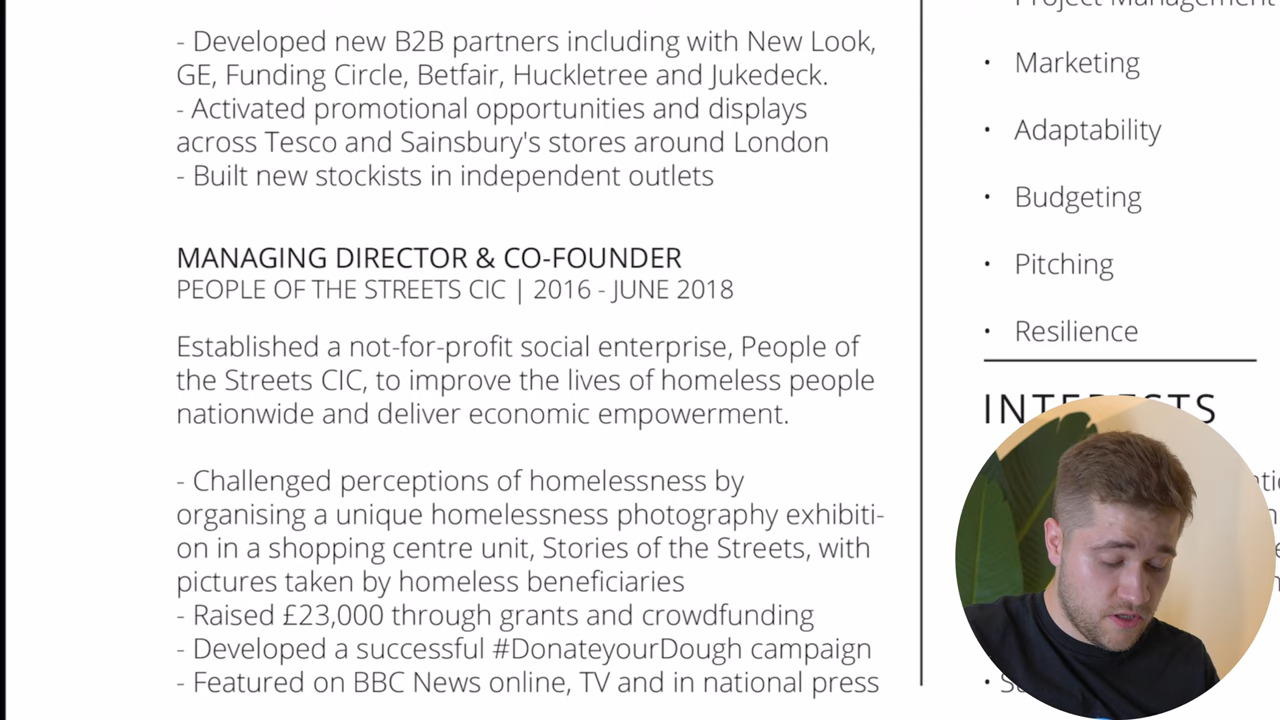 - Developed new B2B partners including with New Look,
GE, Funding Circle, Betfair, Huckletree and Jukedeck.
- Activated promotional opportunities and displays
across Tesco and Sainsbury's stores around London
- Built new stockists in independent outlets
MANAGING DIRECTOR & CO-FOUNDER
PEOPLE OF THE STREETS CIC | 2016 - JUNE 2018
Established a not-for-profit social enterprise, People of
the Streets CIC, to improve the lives of homeless people
nationwide and deliver economic empowerment.
- Challenged perceptions of homelessness by
organising a unique homelessness photography exhibiti-
on in a shopping centre unit, Stories of the Streets, with
pictures taken by homeless beneficiaries
- Raised £23,000 through grants and crowdfunding
- Developed a successful #DonateyourDough campaign
- Featured on BBC News online, TV and in national press
Project Management
• Marketing
• Adaptability
• Budgeting
• Pitching
• Resilience
INTERESTS